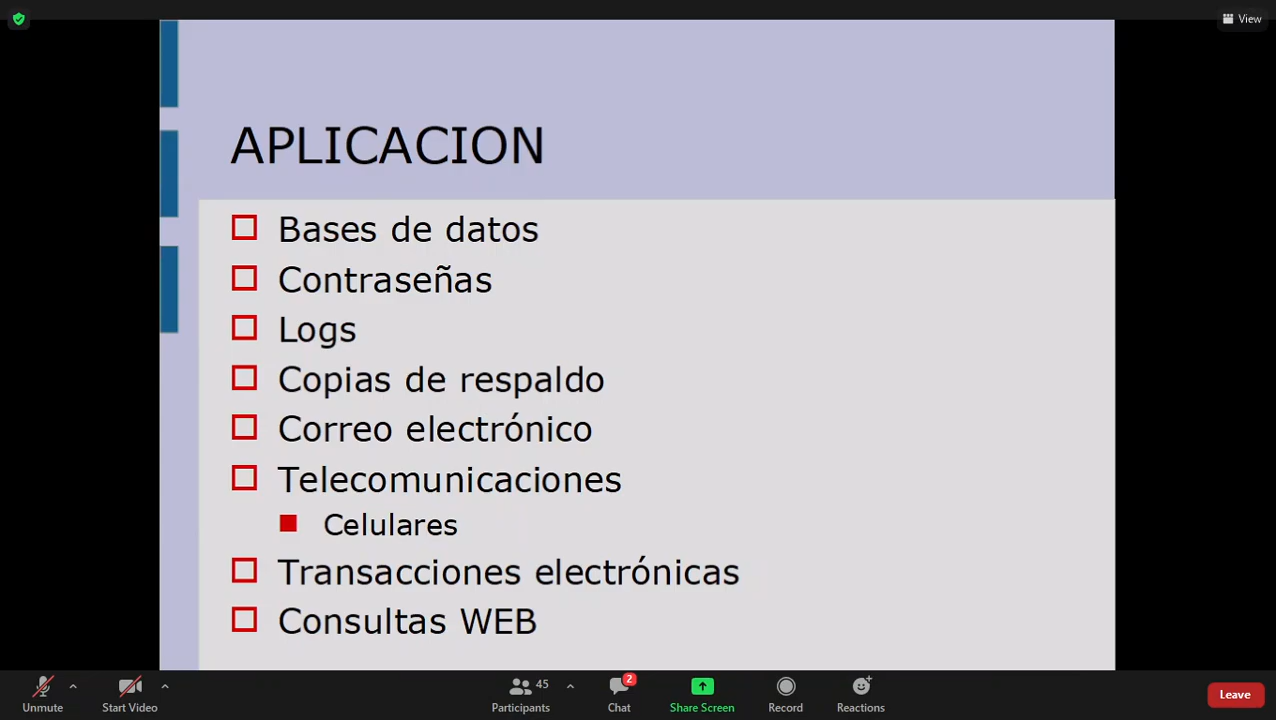 View
APLICACION
Bases de datos
Contraseñas
Logs
Copias de respaldo
Correo electrónico
Telecomunicaciones
Celulares
Transacciones electrónicas
Consultas WEB
45
2
Unmute
Start Video
Participants
Chat
Share Screen
Record
Reactions
Leave